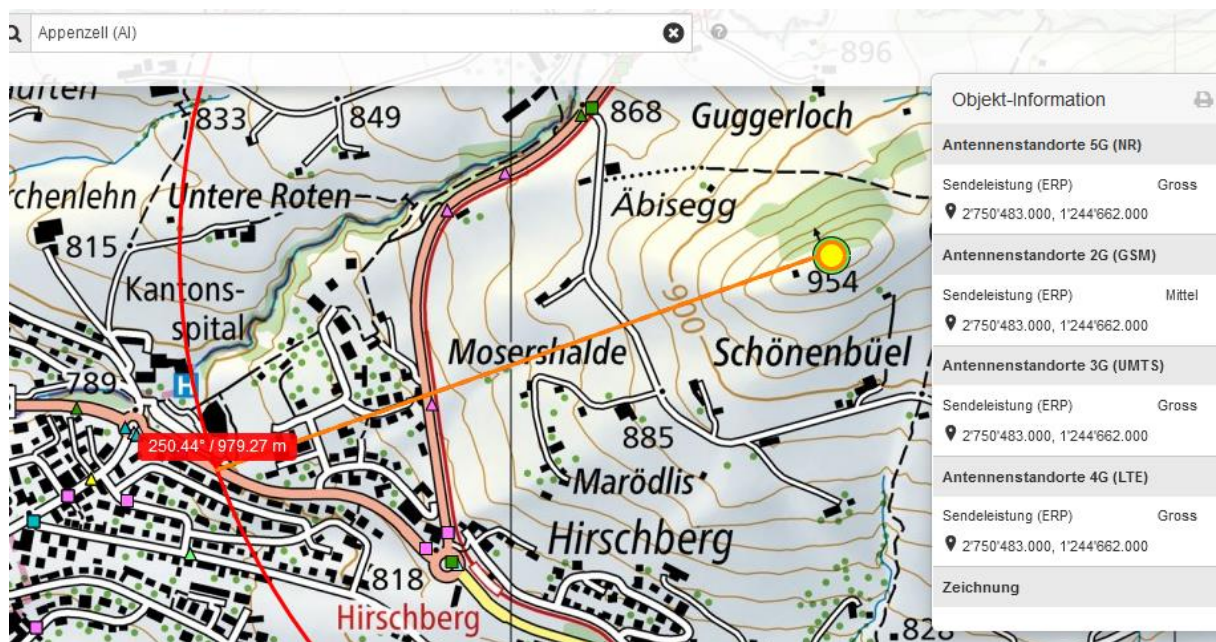 Appenzell (AI)
896
Objekt-Information
Antennenstandorte 5G (NR)
Sendeleistung (ERP) Gross
2'750'483.000, 1'244'662.000
Antennenstandorte 2G (GSM)
Sendeleistung (ERP) Mittel
2'750'483.000, 1'244'662.000
Antennenstandorte 3G (UMTS)
Sendeleistung (ERP) Gross
2'750'483.000, 1'244'662.000
Antennenstandorte 4G (LTE)
Sendeleistung (ERP) Gross
2'750'483.000, 1'244'662.000
Zeichnung
833
849
868
Guggerloch
Untere Roten
Äbisegg
815
954
Kantons-
spital
900
Mosershalde
Schönenbüel
789
H
250.44° / 979.27 m
885
Marödlis
Hirschberg
818
Hirschberg
828